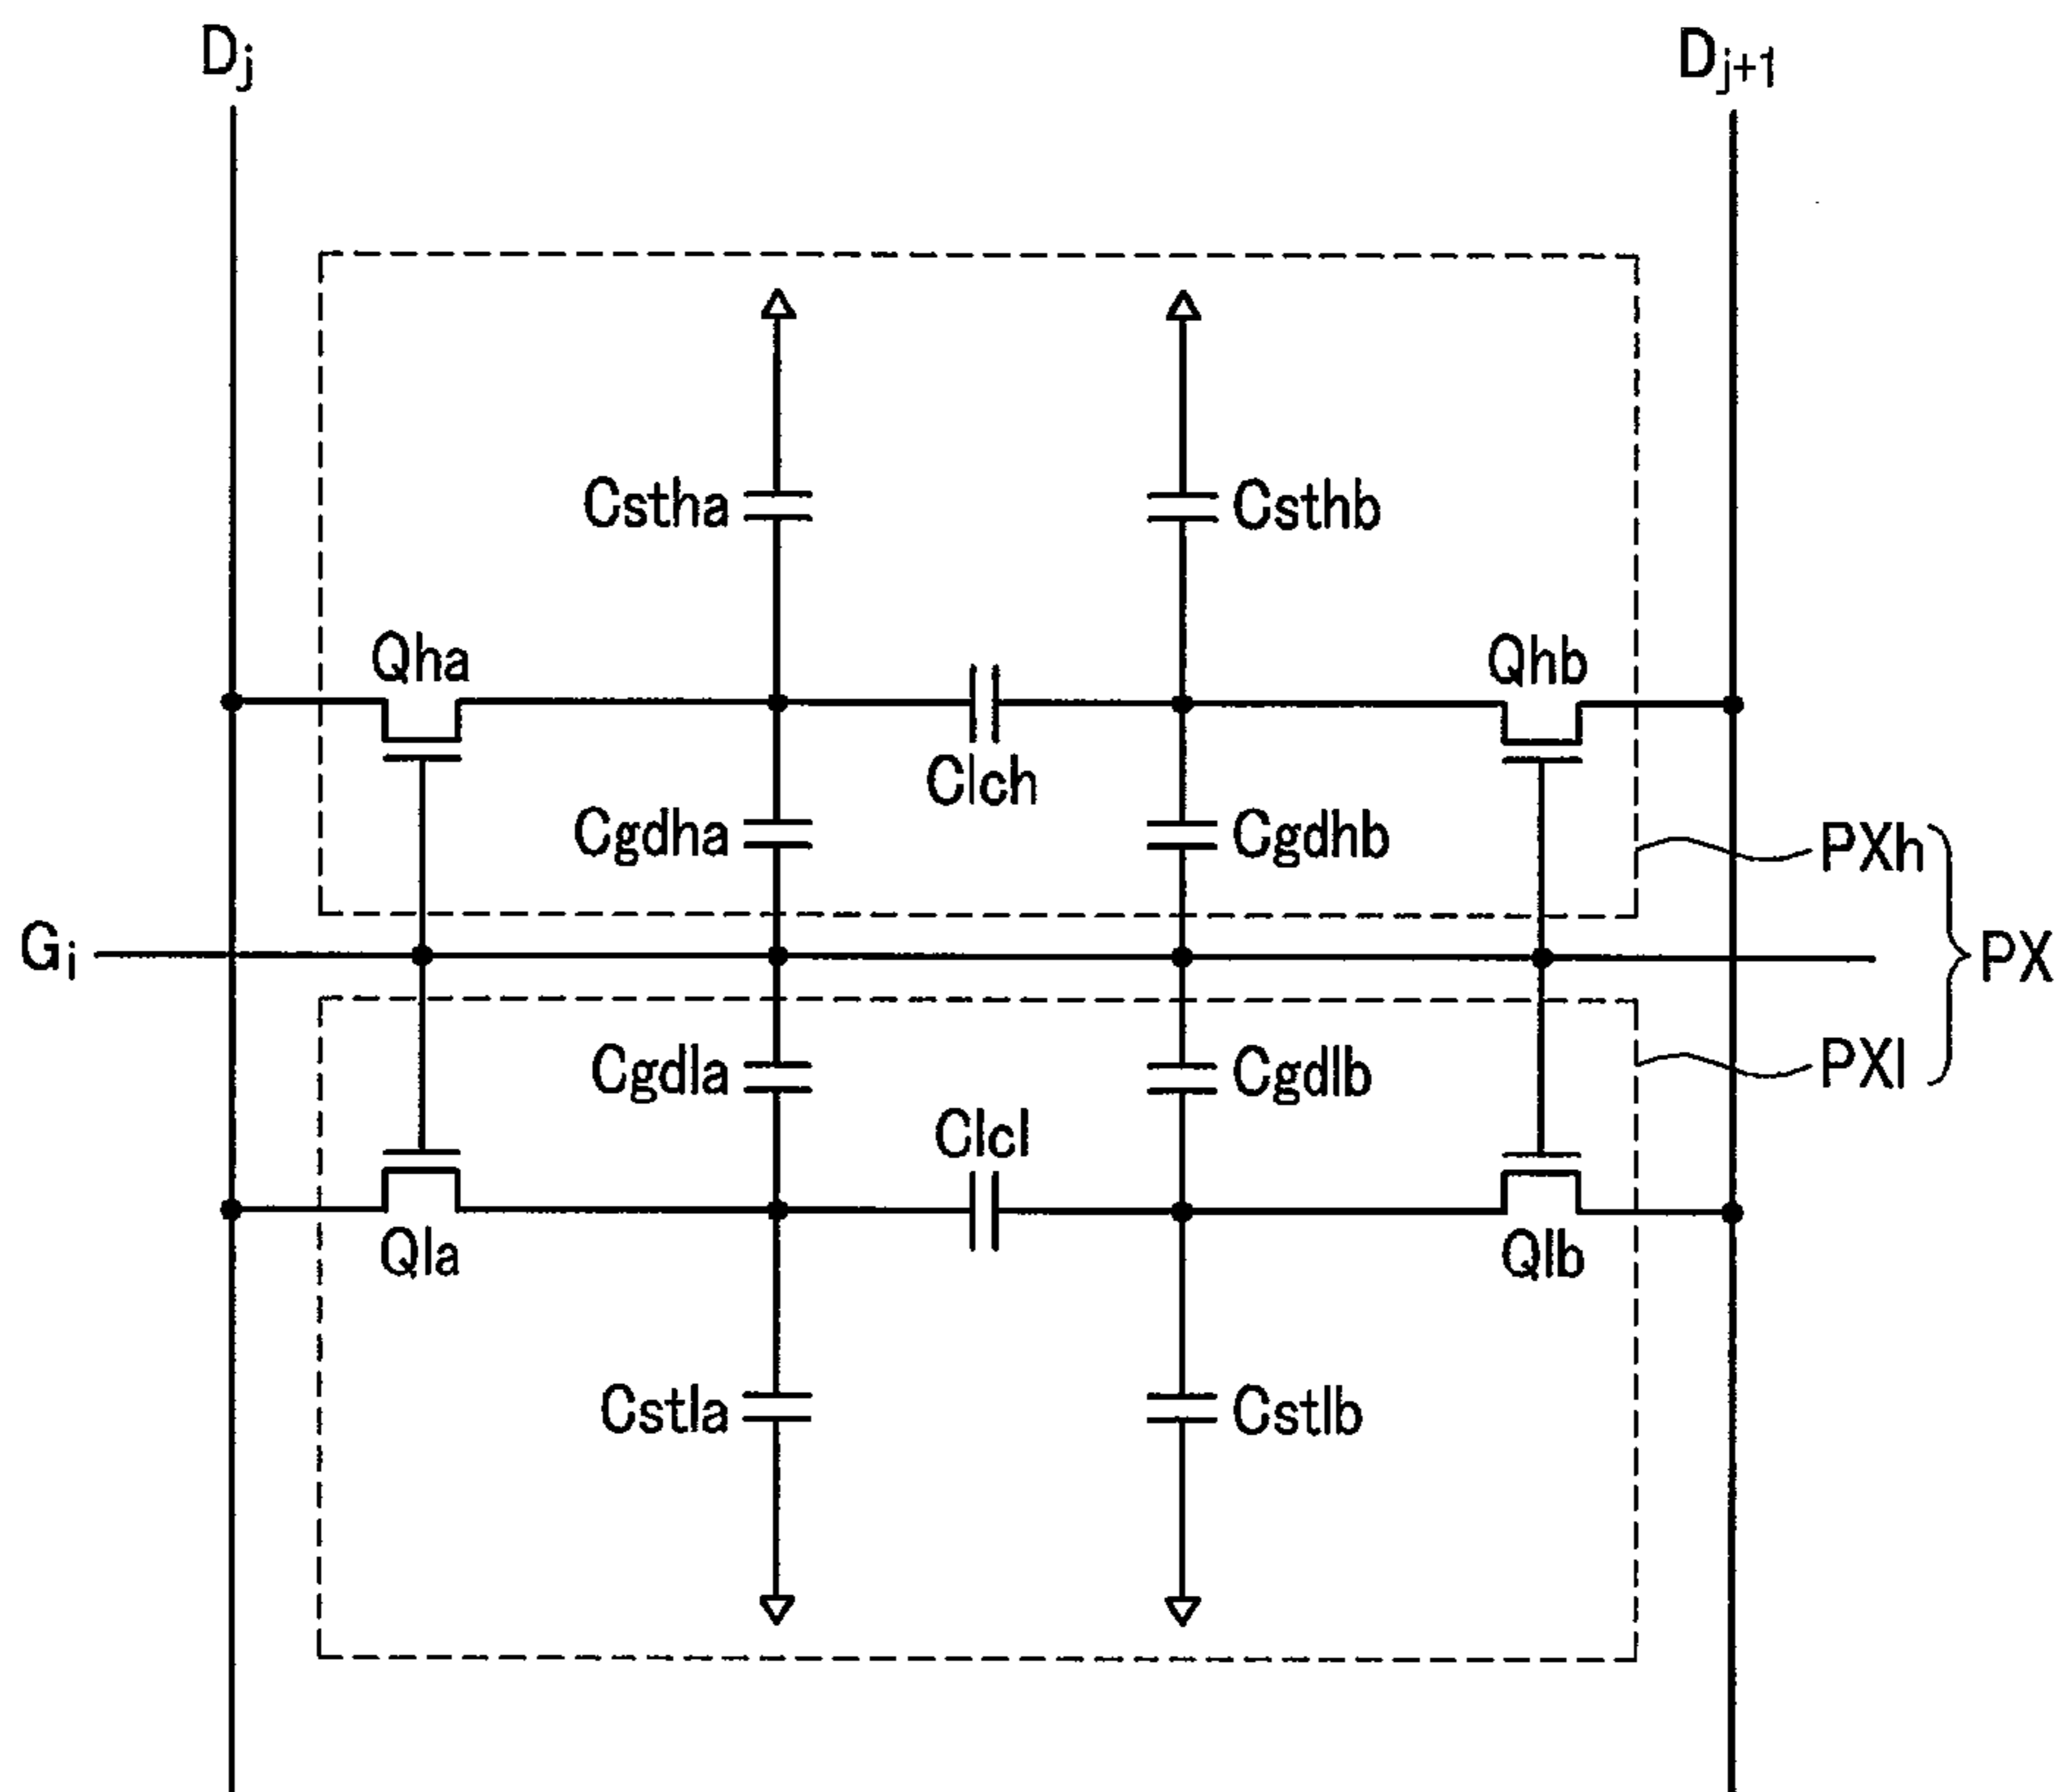 Dj
Dj+1
Cstha
Csthb
Qha
Qhb
Clch
Cgdha
Cgdhb
PXh
Gi
PX
Cgdla
Cgdlb
PXl
Clcl
Qla
Qlb
Cstla
Cstlb